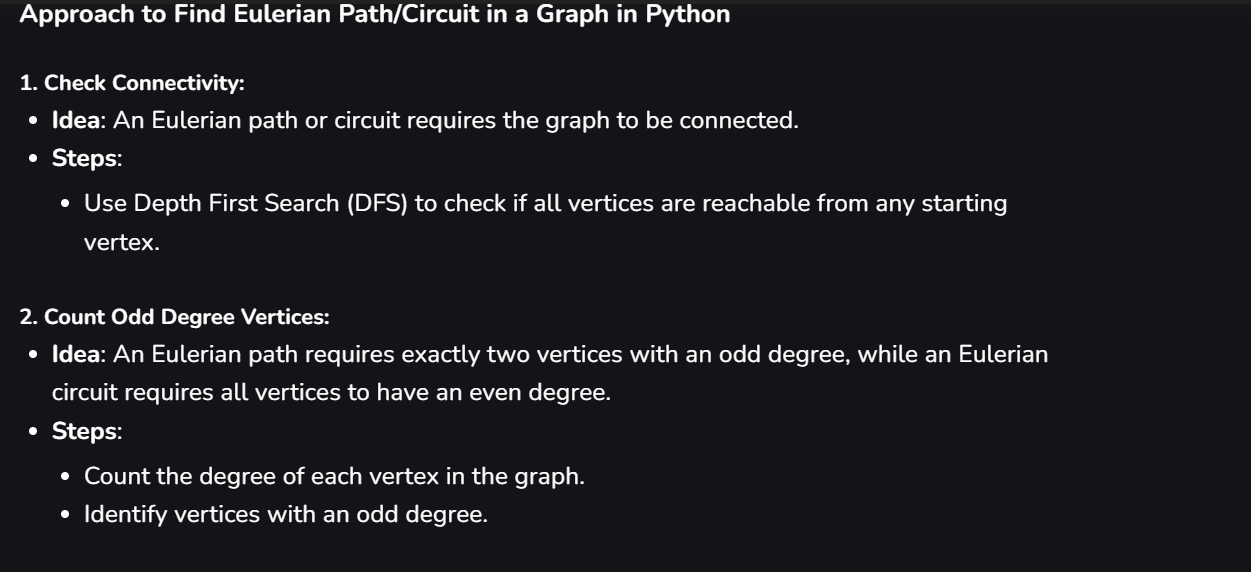 Approach to Find Eulerian Path/Circuit in a Graph in Python
1. Check Connectivity:
• Idea: An Eulerian path or circuit requires the graph to be connected.
• Steps:
• Use Depth First Search (DFS) to check if all vertices are reachable from any starting
vertex.
2. Count Odd Degree Vertices:
• Idea: An Eulerian path requires exactly two vertices with an odd degree, while an Eulerian
circuit requires all vertices to have an even degree.
• Steps:
• Count the degree of each vertex in the graph.
• Identify vertices with an odd degree.